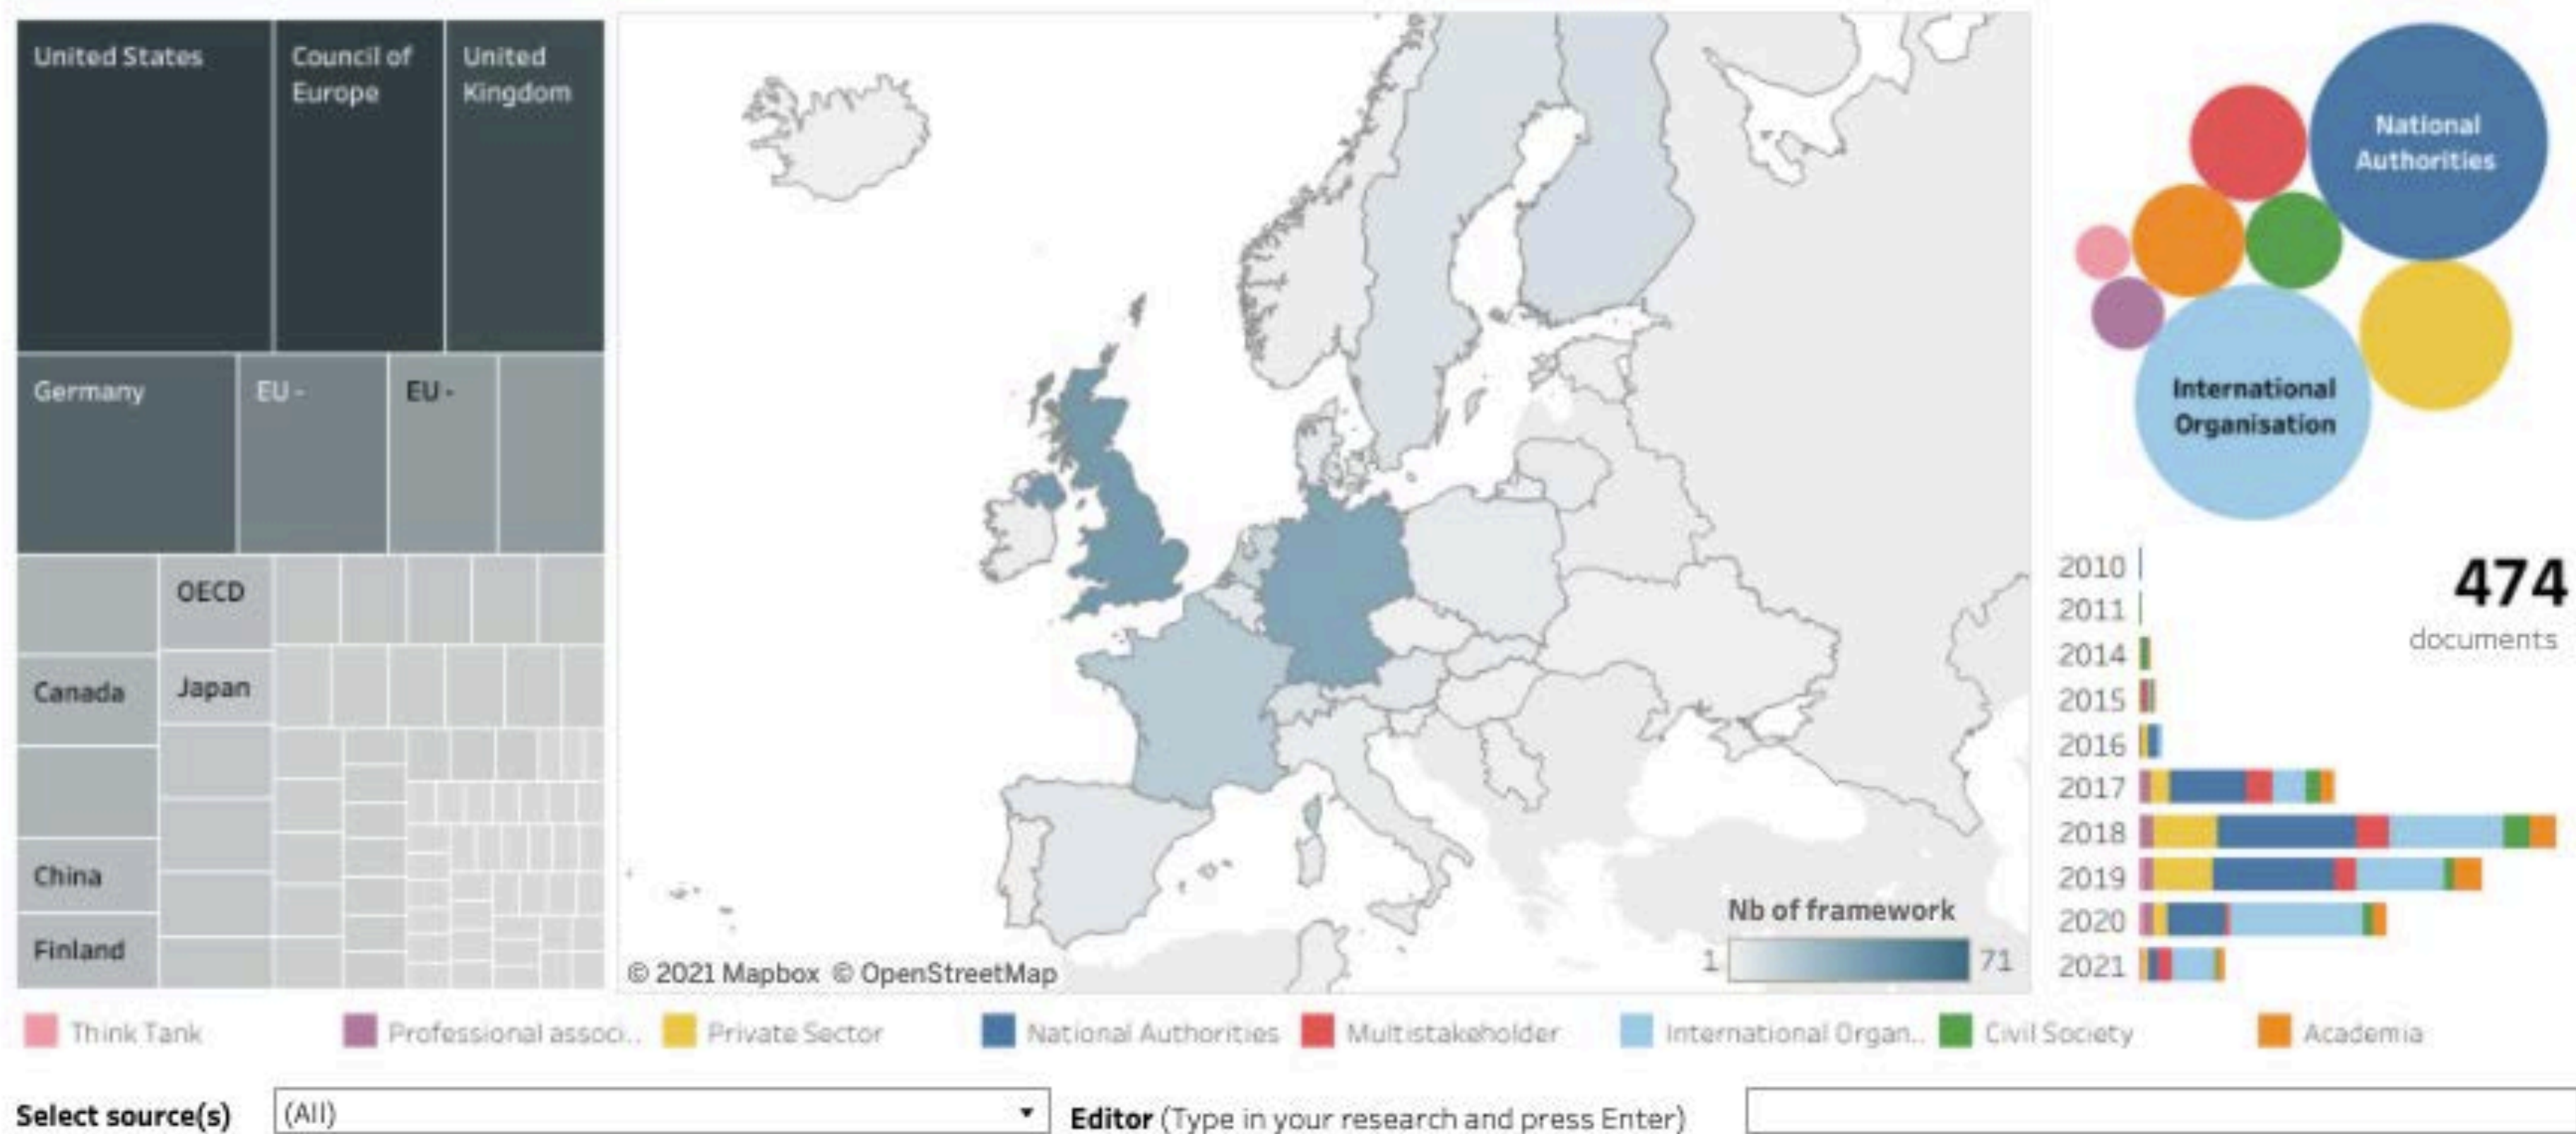 United States
Council of
Europe
United
Kingdom
Germany
EU -
EU -
OECD
Canada
Japan
China
Finland
© 2021 Mapbox © OpenStreetMap
Nb of framework
1
71
National
Authorities
International
Organisation
474
documents
2010
2011
2014
2015
2016
2017
2018
2019
2020
2021
Think Tank
Professional associ..
Private Sector
National Authorities
Multistakeholder
International Organ..
Civil Society
Academia
Select source(s)
(All)
Editor (Type in your research and press Enter)